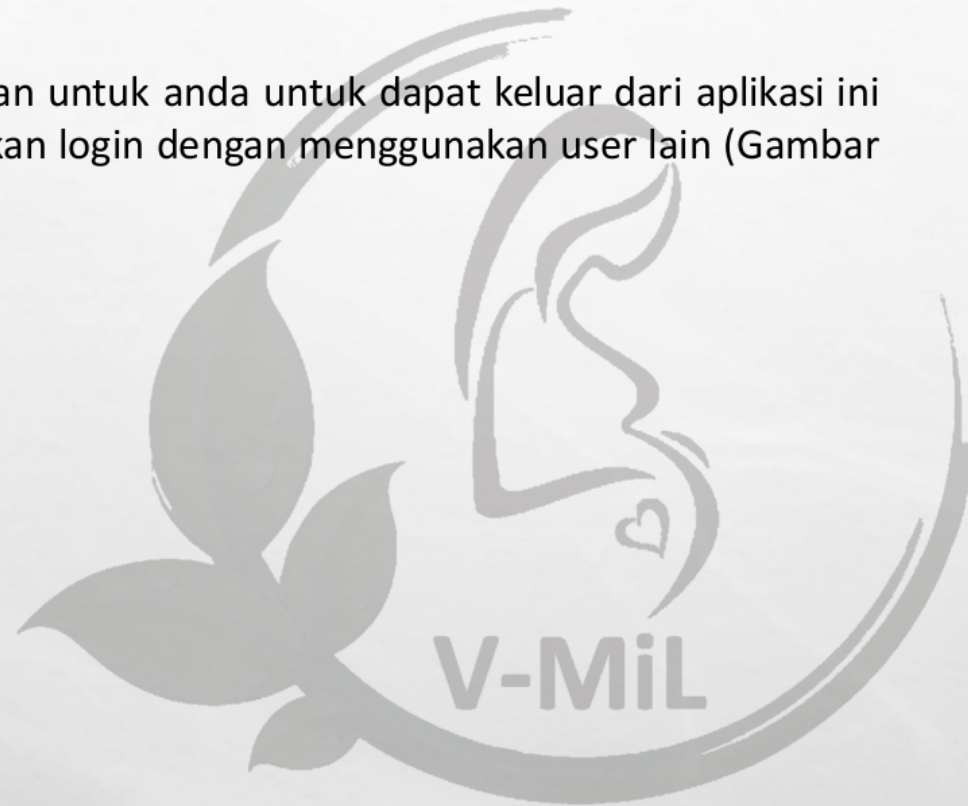 an untuk anda untuk dapat keluar dari aplikasi ini
kan login dengan menggunakan user lain (Gambar
V-MiL